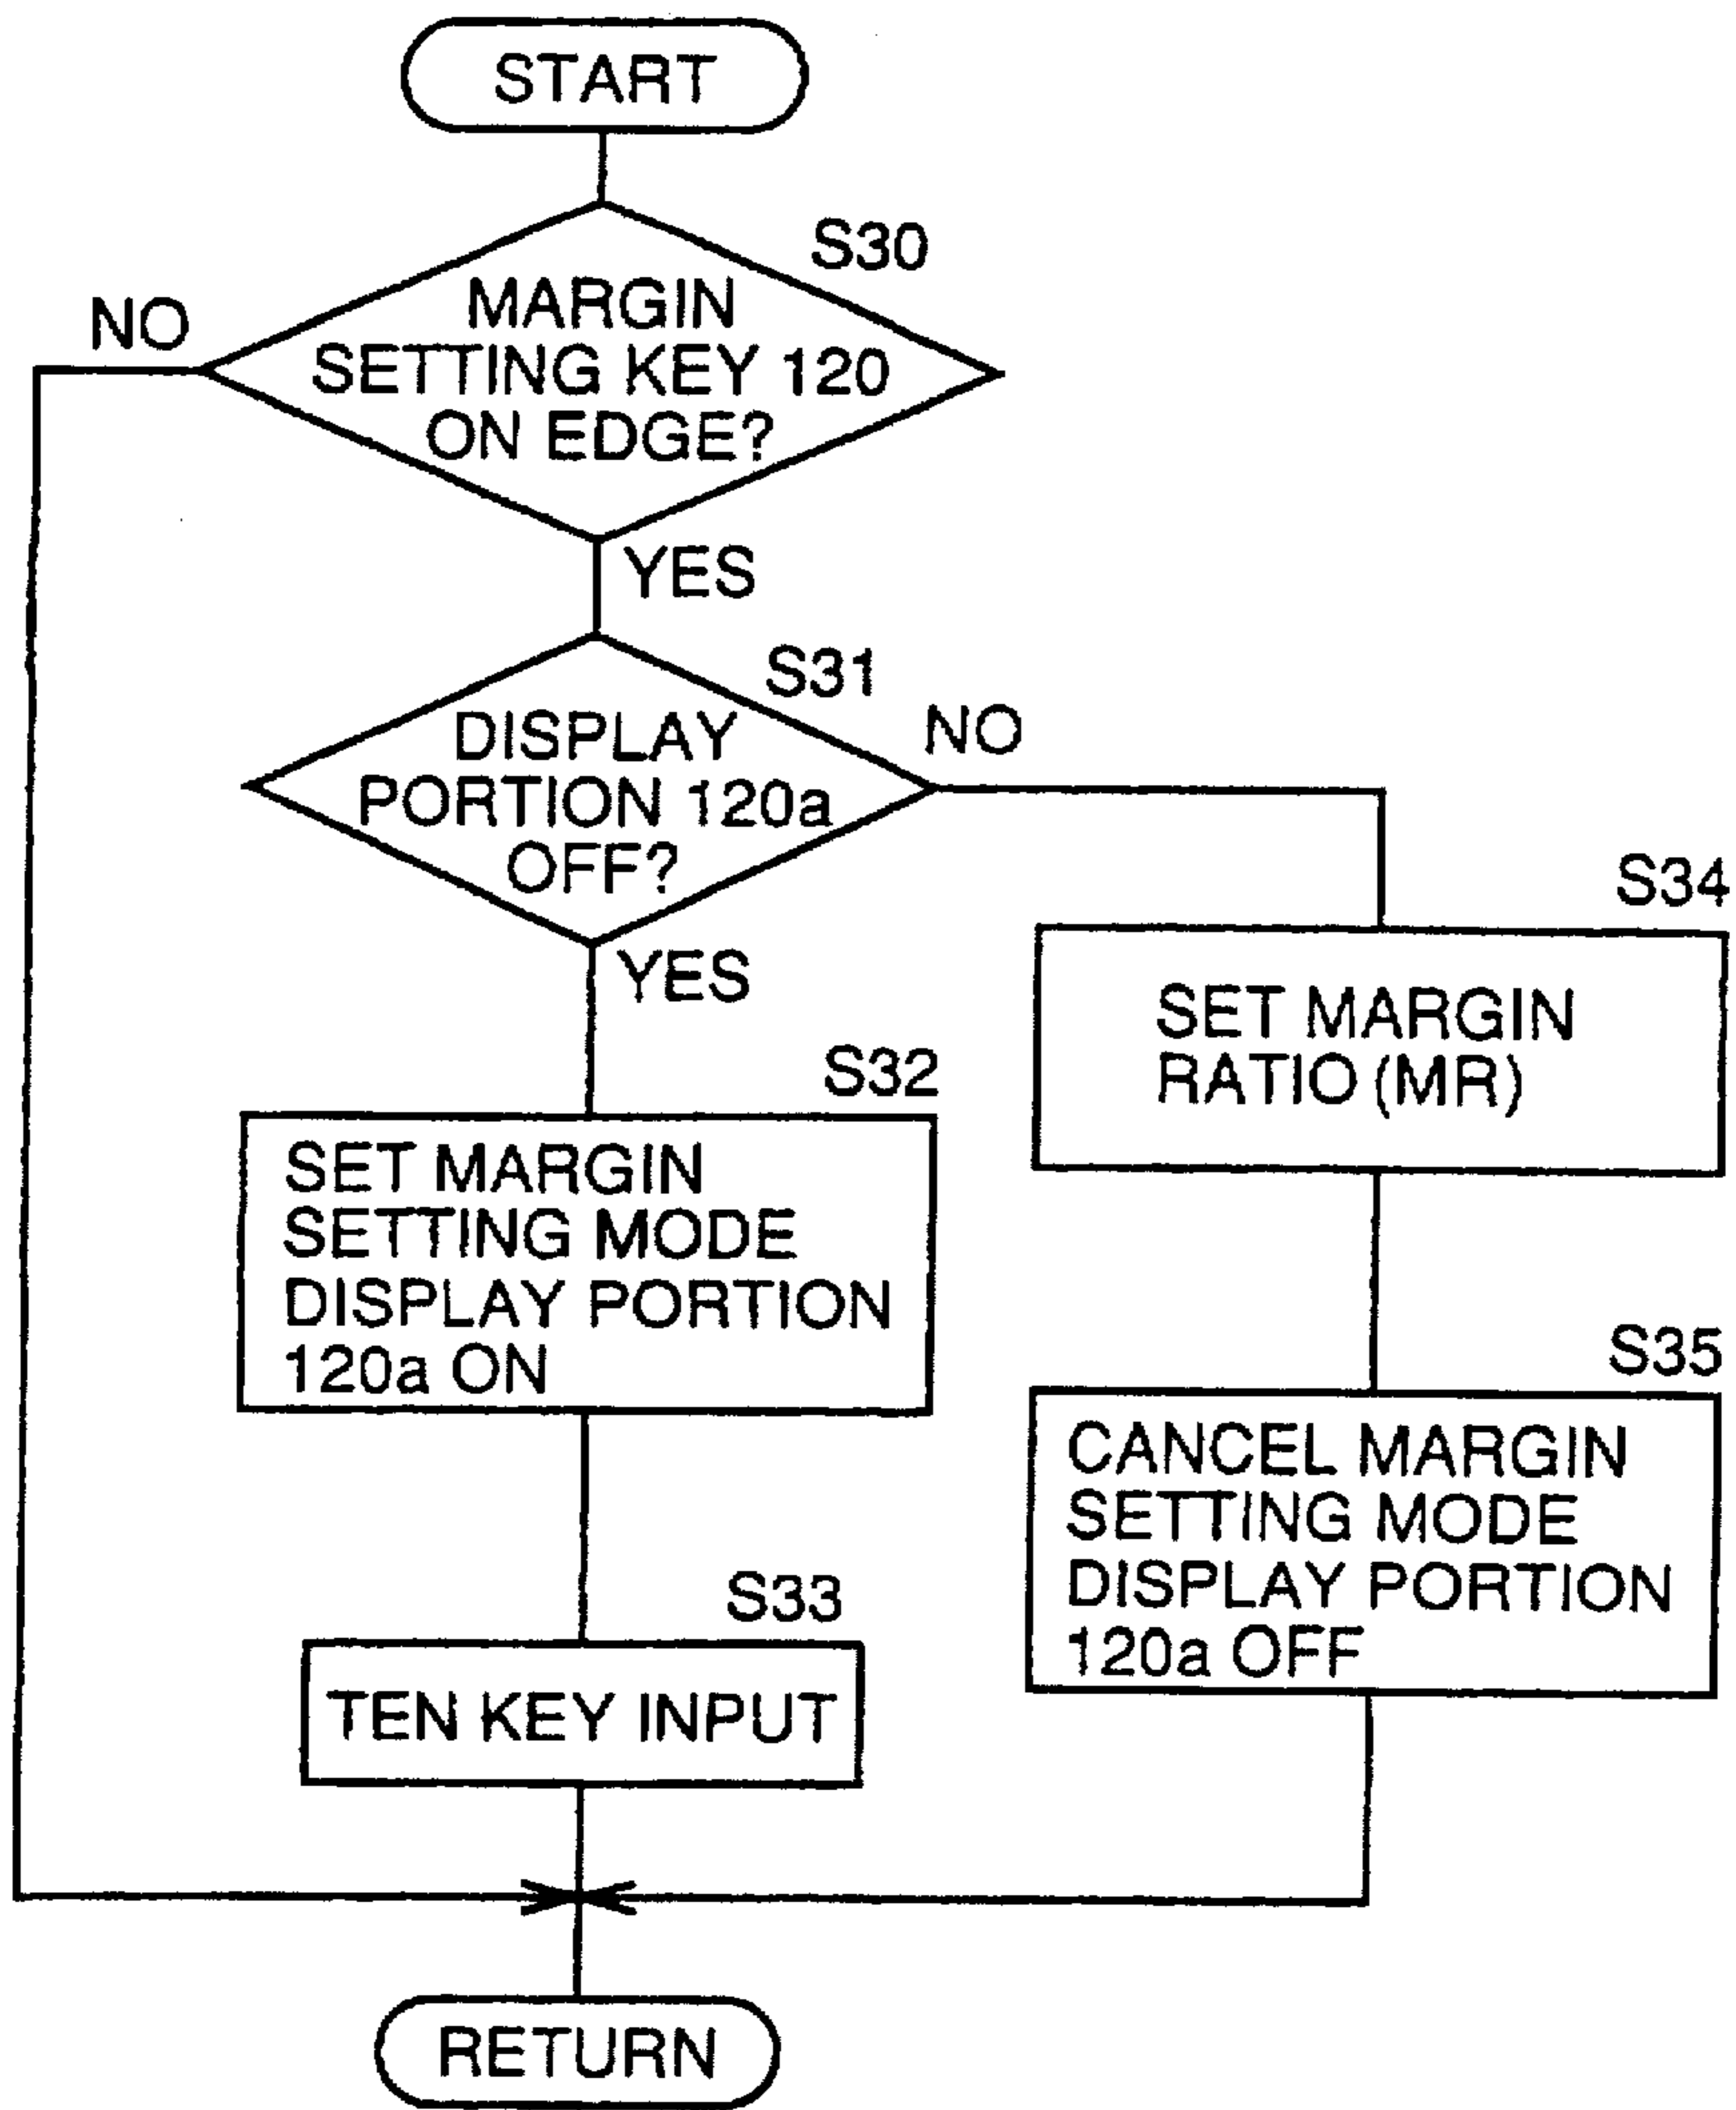 START
S30
NO
MARGIN
SETTING KEY 120
ON EDGE?
YES
S31
NO
DISPLAY
PORTION 120a
OFF?
YES
S34
SET MARGIN
RATIO (MR)
S32
SET MARGIN
SETTING MODE
DISPLAY PORTION
120a ON
S35
CANCEL MARGIN
SETTING MODE
DISPLAY PORTION
120a OFF
S33
TEN KEY INPUT
RETURN